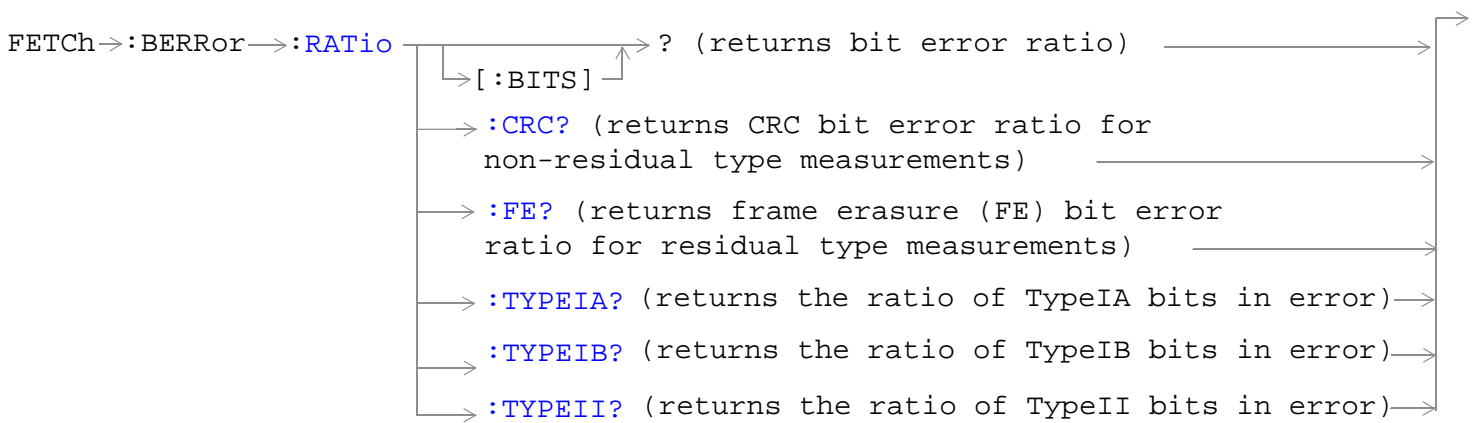 FETCh :BERRor :RATio ? (returns bit error ratio)
[:BITS]
:CRC? (returns CRC bit error ratio for
non-residual type measurements)
:FE? (returns frame erasure (FE) bit error
ratio for residual type measurements)
:TYPEIA? (returns the ratio of TypeIA bits in error)
:TYPEIB? (returns the ratio of TypeIB bits in error)
:TYPEII? (returns the ratio of TypeII bits in error)